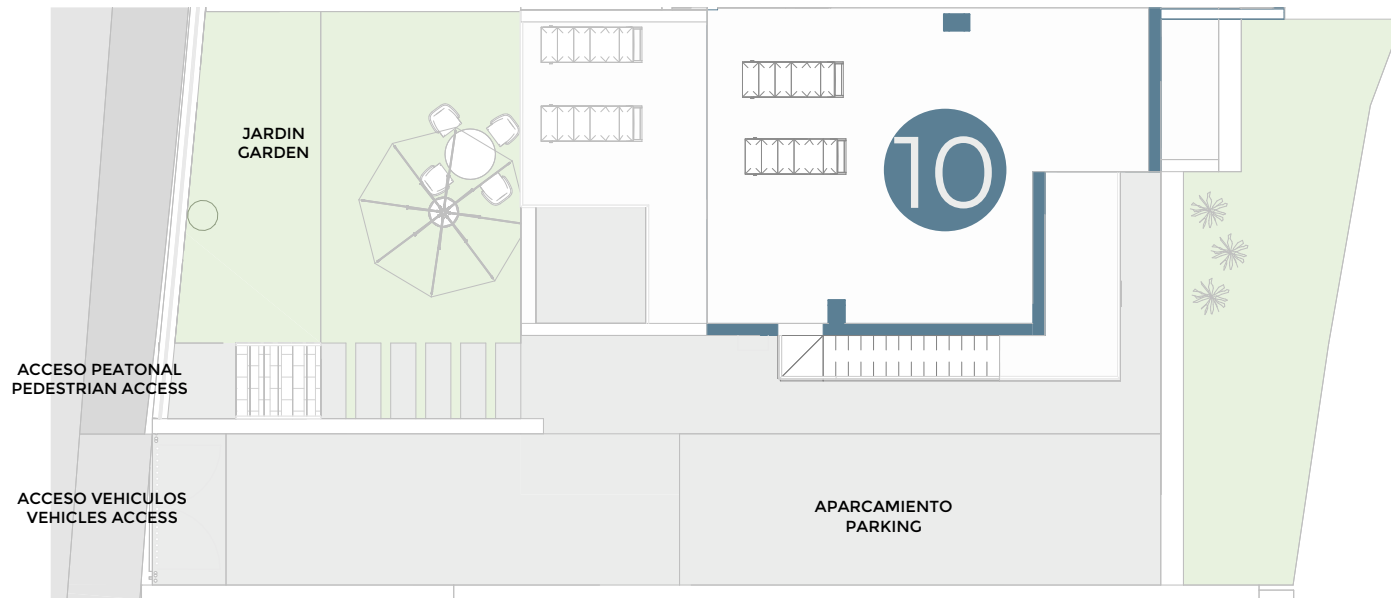 JARDIN
GARDEN
10
ACCESO PEATONAL
PEDESTRIAN ACCESS
ACCESO VEHICULOS
VEHICLES ACCESS
APARCAMIENTO
PARKING